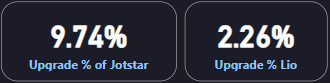 9.74%
Upgrade % of Jotstar
2.26%
Upgrade % Lio